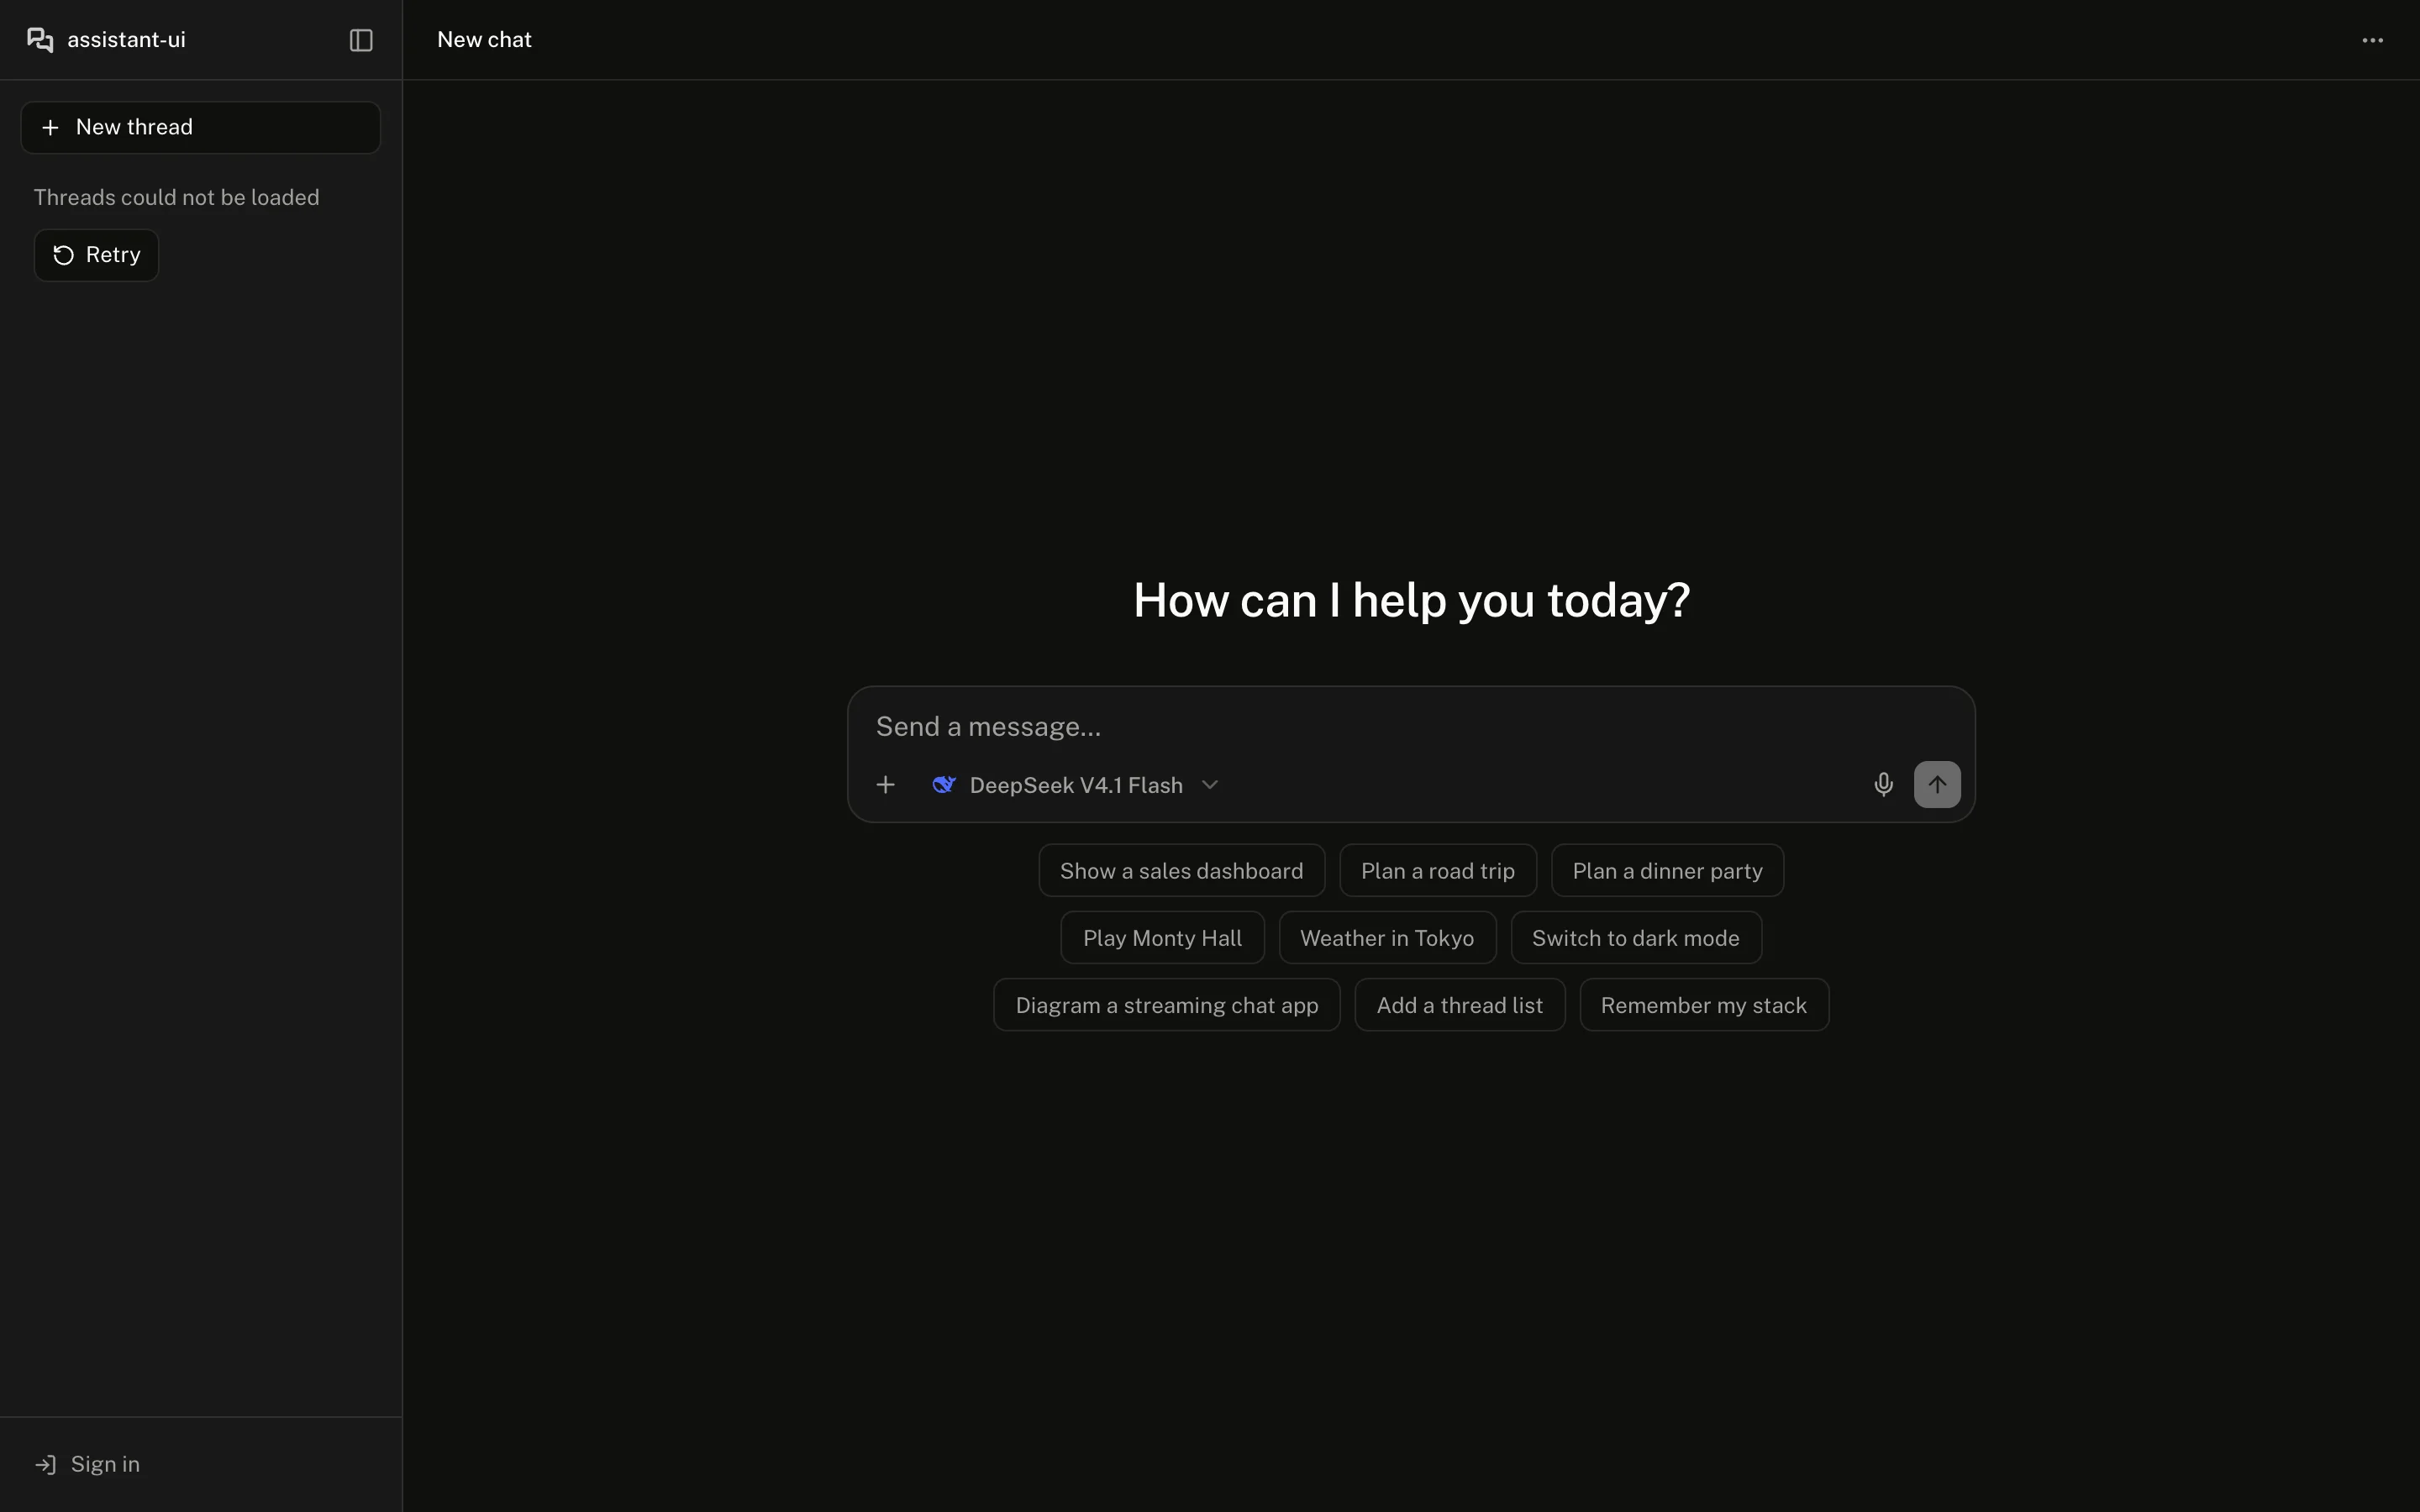 assistant-ui
New chat
New thread
Threads could not be loaded
Retry
How can I help you today?
Send a message...
DeepSeek V4.1 Flash
Show a sales dashboard
Plan a road trip
Plan a dinner party
Play Monty Hall
Weather in Tokyo
Switch to dark mode
Diagram a streaming chat app
Add a thread list
Remember my stack
Sign in